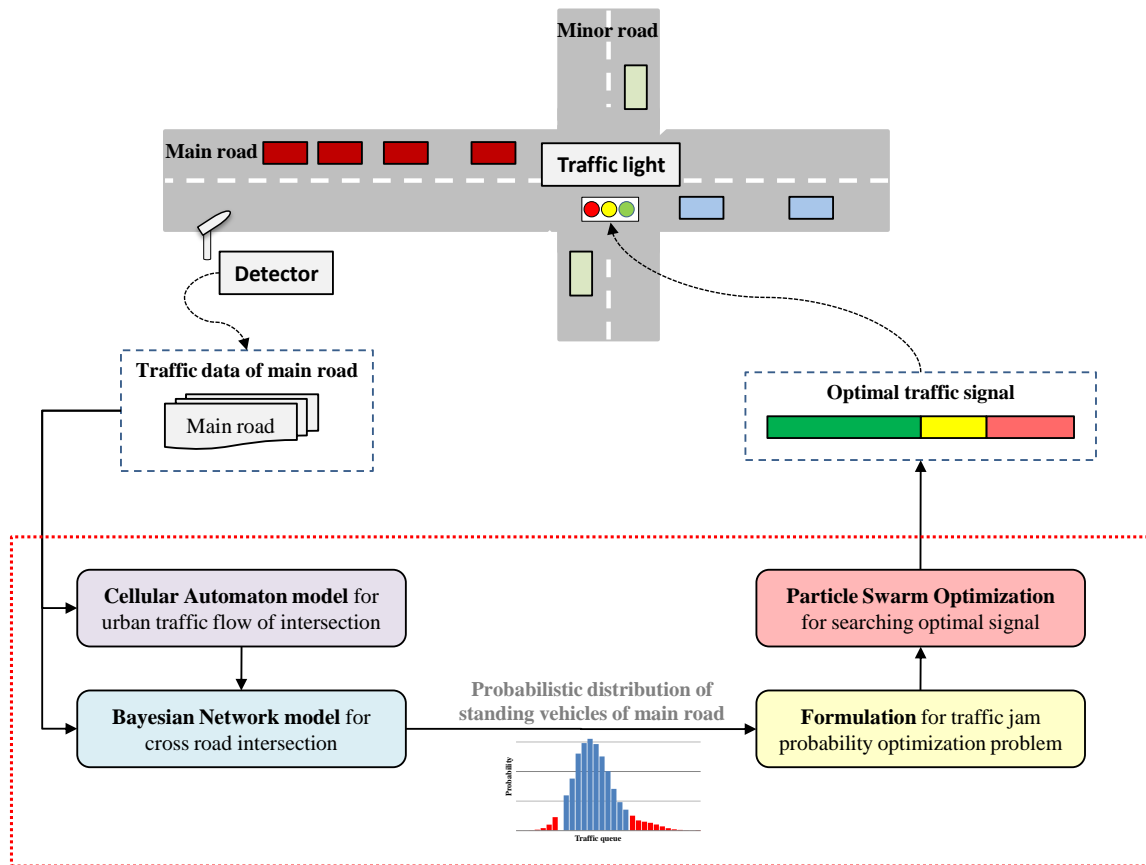 Minor road
Main road
Traffic light
Detector
Traffic data of main road
Main road
Optimal traffic signal
Cellular Automaton model for
urban traffic flow of intersection
Particle Swarm Optimization
for searching optimal signal
Bayesian Network model for
cross road intersection
Probabilistic distribution of
standing vehicles of main road
Formulation for traffic jam
probability optimization problem
Probability
Traffic queue